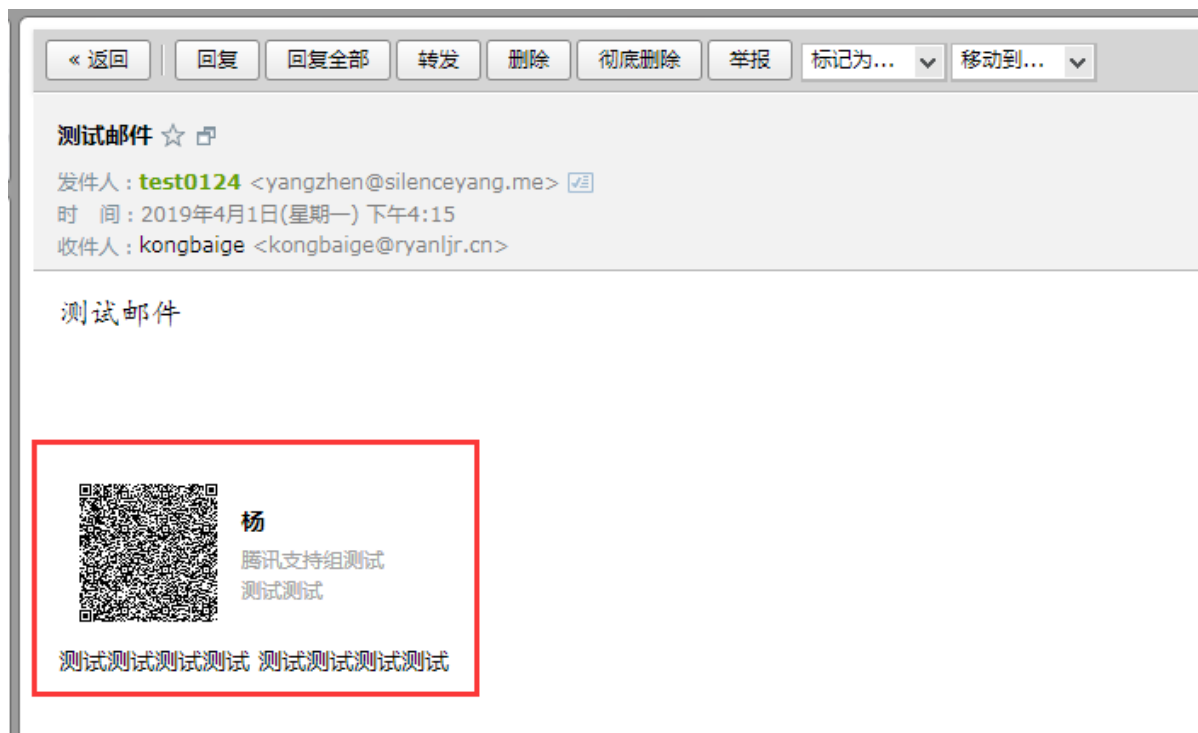 « 返回 回复 回复全部 转发 删除 彻底删除 举报 标记为... 移动到...
测试邮件
发件人：test0124 <yangzhen@silenceyang.me>
时　间：2019年4月1日(星期一) 下午4:15
收件人：kongbaige <kongbaige@ryanljr.cn>
测试邮件
杨
腾讯支持组测试
测试测试
测试测试测试测试 测试测试测试测试